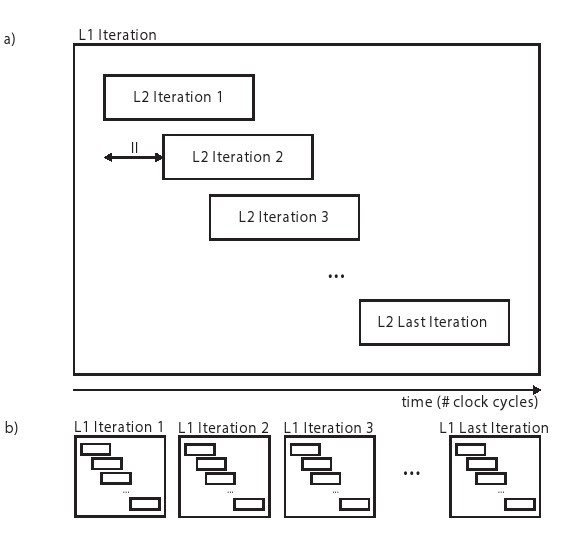 a)
L1 Iteration
L2 Iteration 1
II
L2 Iteration 2
L2 Iteration 3
...
L2 Last Iteration
time (# clock cycles)
b)
L1 Iteration 1 L1 Iteration 2 L1 Iteration 3 L1 Last Iteration
... ... ... ... ...